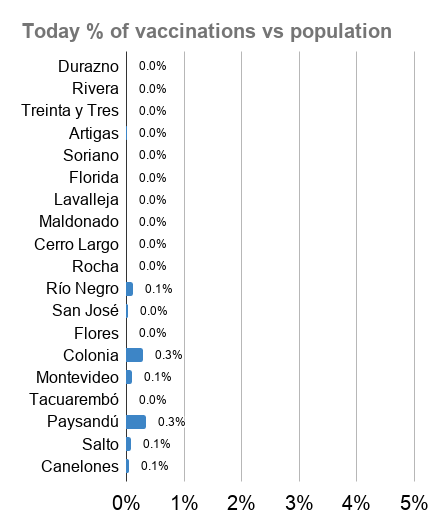 Today % of vaccinations vs population
Durazno 0.0%
Rivera 0.0%
Treinta y Tres 0.0%
Artigas 0.0%
Soriano 0.0%
Florida 0.0%
Lavalleja 0.0%
Maldonado 0.0%
Cerro Largo 0.0%
Rocha 0.0%
Río Negro 0.1%
San José 0.0%
Flores 0.0%
Colonia 0.3%
Montevideo 0.1%
Tacuarembó 0.0%
Paysandú 0.3%
Salto 0.1%
Canelones 0.1%
0% 1% 2% 3% 4% 5%